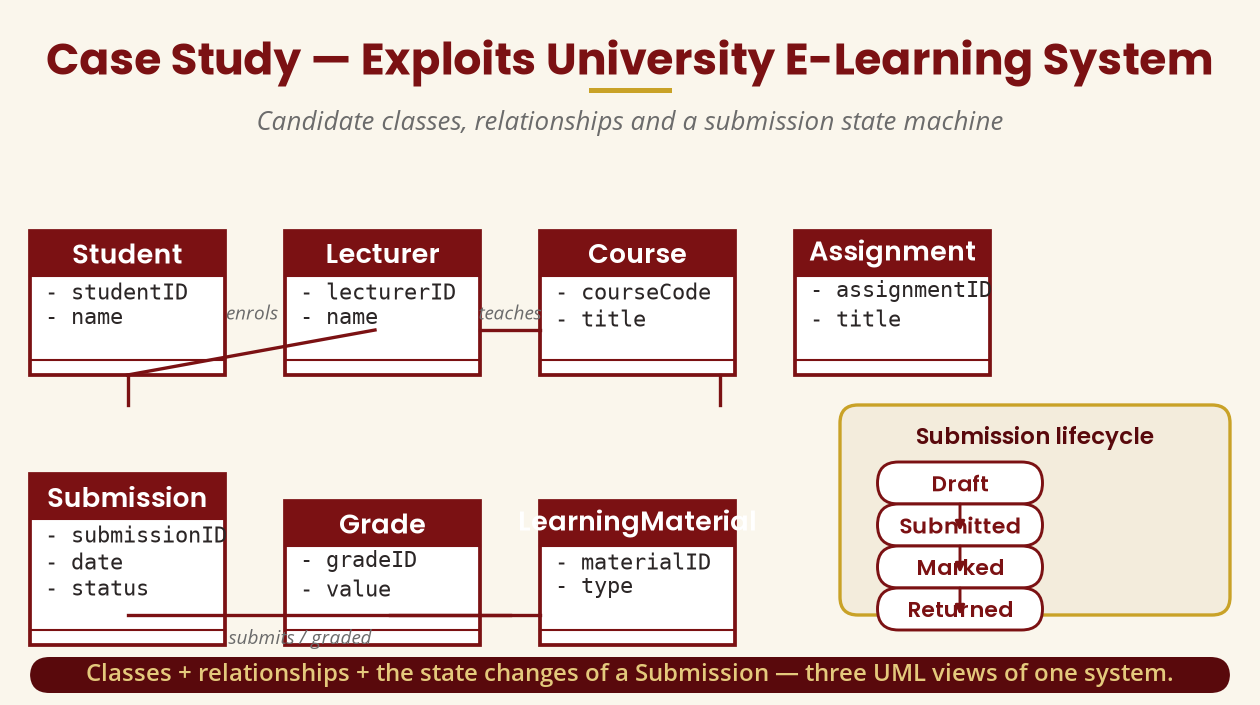 Case Study — Exploits University E-Learning System
Candidate classes, relationships and a submission state machine
Student
- studentID
- name
enrols
Lecturer
- lecturerID
- name
teaches
Course
- courseCode
- title
Assignment
- assignmentID
- title
Submission
- submissionID
- date
- status
submits / graded
Grade
- gradeID
- value
LearningMaterial
- materialID
- type
Submission lifecycle
Draft
Submitted
Marked
Returned
Classes + relationships + the state changes of a Submission — three UML views of one system.